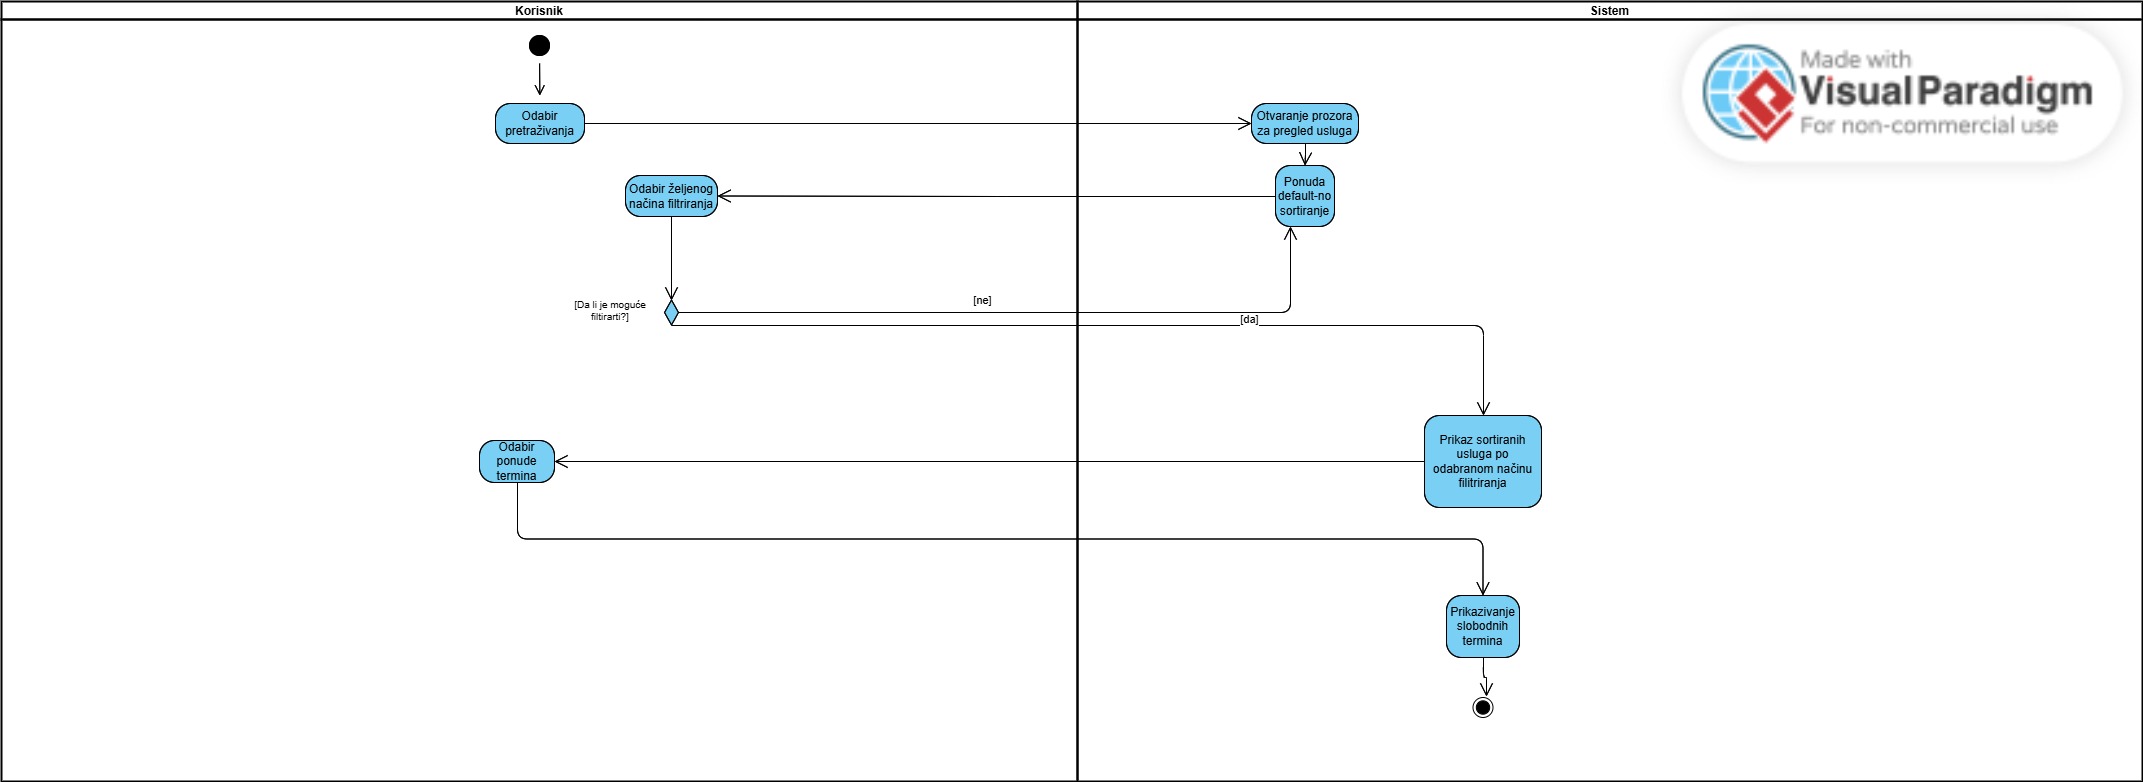 Korisnik
Sistem
Made with
Visual Paradigm
For non-commercial use
Odabir
pretraživanja
Otvaranje prozora
za pregled usluga
Odabir željenog
načina filtriranja
Ponuda
default-no
sortiranje
[Da li je moguće
filtirarti?]
[ne]
[da]
Odabir
ponude
termina
Prikaz sortiranih
usluga po
odabranom načinu
filitriranja
Prikazivanje
slobodnih
termina